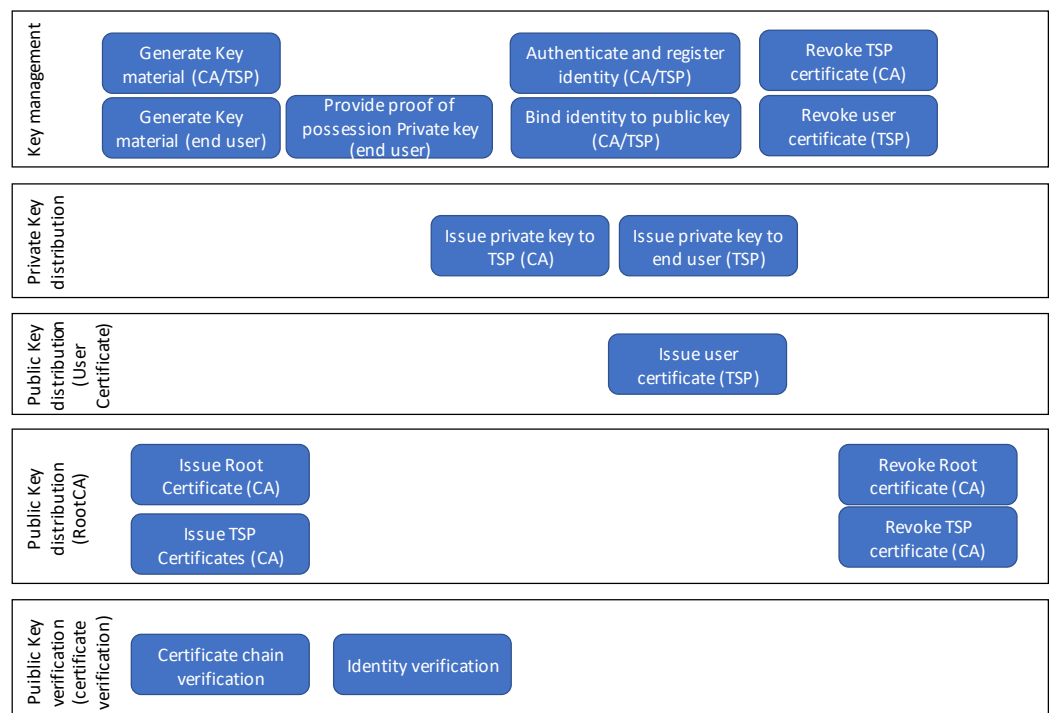 Key management
Generate Key
material (CA/TSP)
Authenticate and register
identity (CA/TSP)
Revoke TSP
certificate (CA)
Generate Key
material (end user)
Provide proof of
possession Private key
(end user)
Bind identity to public key
(CA/TSP)
Revoke user
certificate (TSP)
Private Key
distribution
Issue private key to
TSP (CA)
Issue private key to
end user (TSP)
Public Key
distribution
(User
Certificate)
Issue user
certificate (TSP)
Public Key
distribution
(RootCA)
Issue Root
Certificate (CA)
Revoke Root
certificate (CA)
Issue TSP
Certificates (CA)
Revoke TSP
certificate (CA)
Puiblic Key
verification
(certificate
verification)
Certificate chain
verification
Identity verification